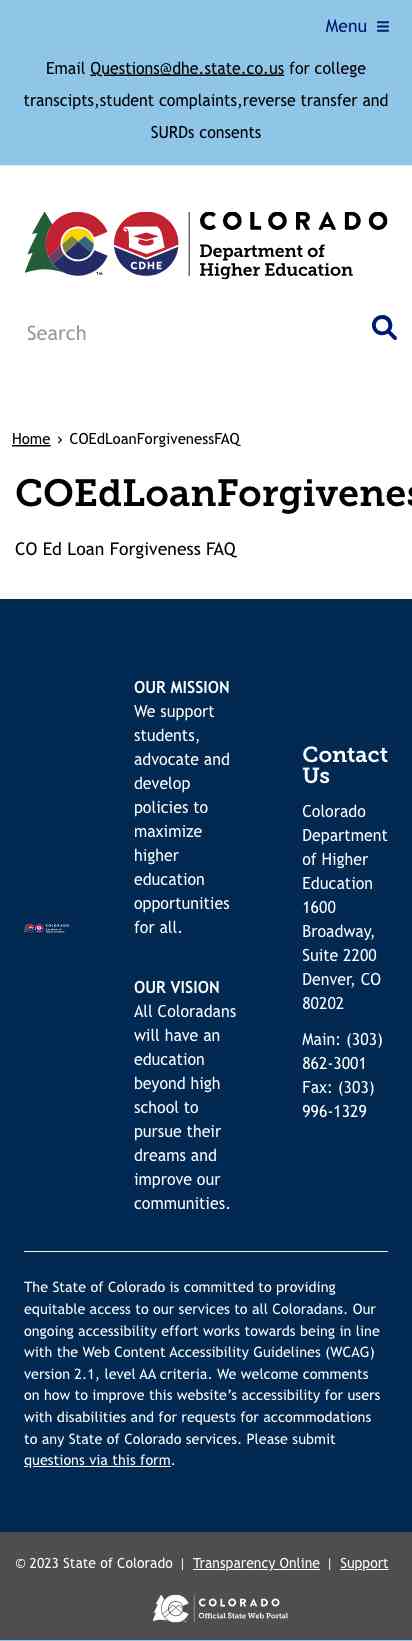 Menu
Email Questions@dhe.state.co.us for college
transcipts,student complaints,reverse transfer and
SURDs consents
COLORADO
Department of
Higher Education
CDHE
TM
Search
Home › COEdLoanForgivenessFAQ
COEdLoanForgivenes
CO Ed Loan Forgiveness FAQ
OUR MISSION
We support
students,
advocate and
develop
policies to
maximize
higher
education
opportunities
for all.
OUR VISION
All Coloradans
will have an
education
beyond high
school to
pursue their
dreams and
improve our
communities.
Contact
Us
Colorado
Department
of Higher
Education
1600
Broadway,
Suite 2200
Denver, CO
80202
Main: (303)
862-3001
Fax: (303)
996-1329
The State of Colorado is committed to providing
equitable access to our services to all Coloradans. Our
ongoing accessibility effort works towards being in line
with the Web Content Accessibility Guidelines (WCAG)
version 2.1, level AA criteria. We welcome comments
on how to improve this website's accessibility for users
with disabilities and for requests for accommodations
to any State of Colorado services. Please submit
questions via this form.
© 2023 State of Colorado | Transparency Online | Support
COLORADO
Official State Web Portal